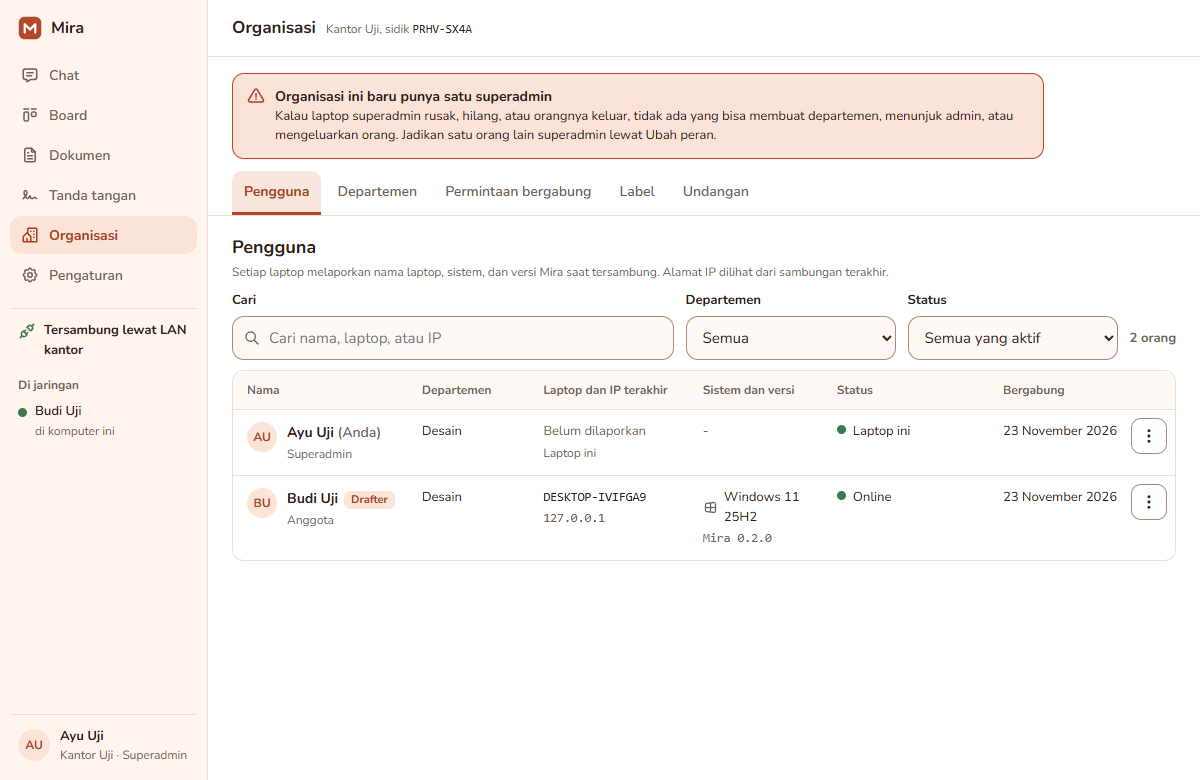 Mira
Chat
Board
Dokumen
Tanda tangan
Organisasi
Pengaturan
Tersambung lewat LAN
kantor
Di jaringan
Budi Uji
di komputer ini
AU
Ayu Uji
Kantor Uji · Superadmin
Organisasi Kantor Uji, sidik PRHV-SX4A
Organisasi ini baru punya satu superadmin
Kalau laptop superadmin rusak, hilang, atau orangnya keluar, tidak ada yang bisa membuat departemen, menunjuk admin, atau
mengeluarkan orang. Jadikan satu orang lain superadmin lewat Ubah peran.
Pengguna Departemen Permintaan bergabung Label Undangan
Pengguna
Setiap laptop melaporkan nama laptop, sistem, dan versi Mira saat tersambung. Alamat IP dilihat dari sambungan terakhir.
Cari Departemen Status
Cari nama, laptop, atau IP Semua Semua yang aktif 2 orang
Nama Departemen Laptop dan IP terakhir Sistem dan versi Status Bergabung
AU Ayu Uji (Anda) Desain Belum dilaporkan - Laptop ini 23 November 2026
Superadmin Laptop ini
BU Budi Uji Drafter Desain DESKTOP-IVIFGA9 Windows 11 Online 23 November 2026
Anggota 127.0.0.1 25H2
Mira 0.2.0